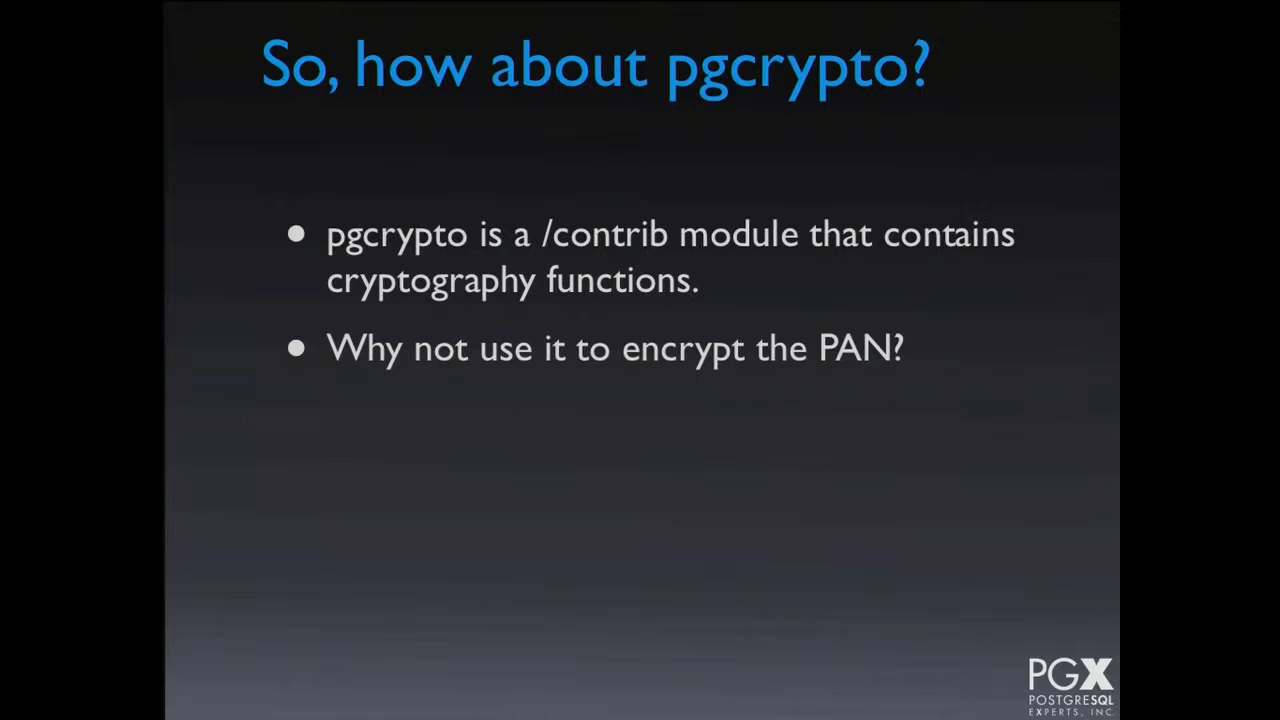 So, how about pgcrypto?
• pgcrypto is a /contrib module that contains
cryptography functions.
• Why not use it to encrypt the PAN?
PGX
POSTGRESQL
EXPERTS, INC.